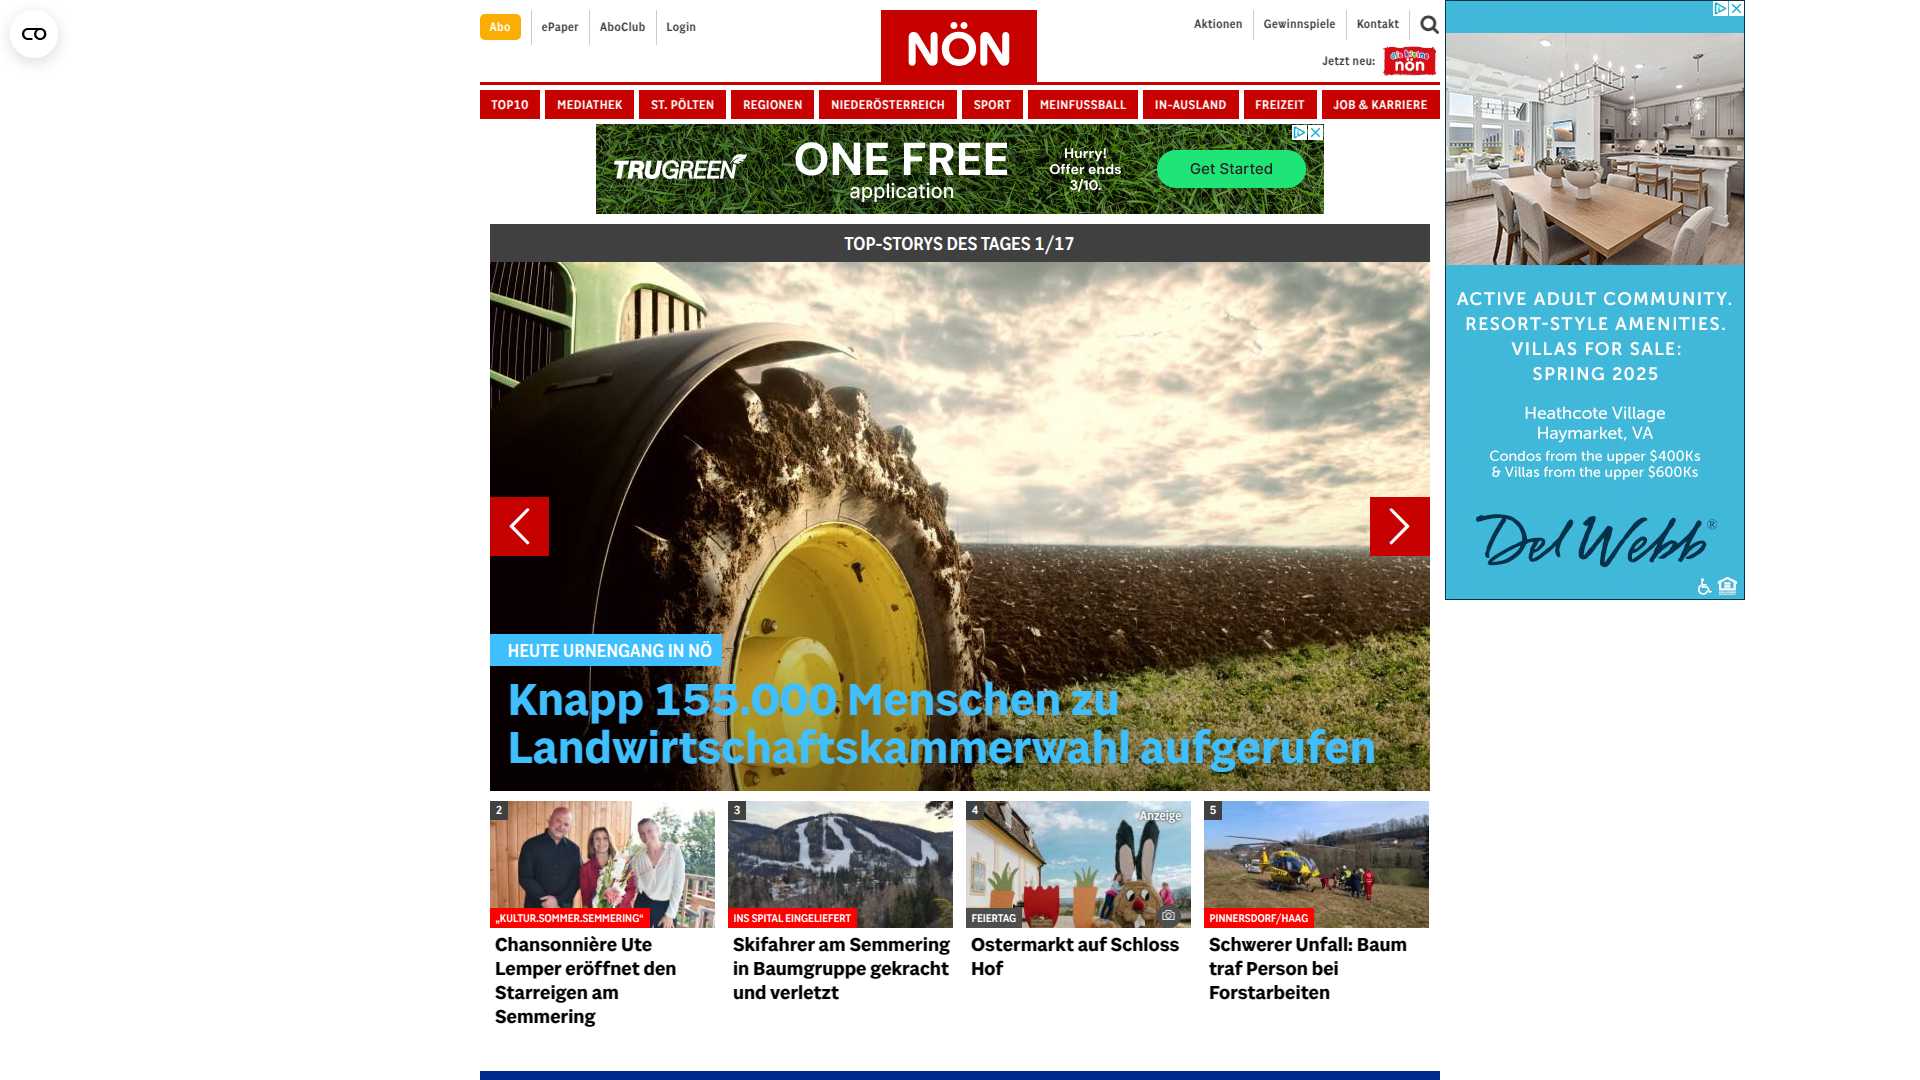 Abo
ePaper
AboClub
Login
NÖN
Aktionen
Gewinnspiele
Kontakt
Jetzt neu:
die kleine
nön
TOP10
MEDIATHEK
ST. PÖLTEN
REGIONEN
NIEDERÖSTERREICH
SPORT
MEINFUSSBALL
IN-AUSLAND
FREIZEIT
JOB & KARRIERE
TRUGREEN
ONE FREE
application
Hurry!
Offer ends
3/10.
Get Started
TOP-STORYS DES TAGES 1/17
HEUTE URNENGANG IN NÖ
Knapp 155.000 Menschen zu
Landwirtschaftskammerwahl aufgerufen
2
„KULTUR.SOMMER.SEMMERING“
Chansonnière Ute
Lemper eröffnet den
Starreigen am
Semmering
3
INS SPITAL EINGELIEFERT
Skifahrer am Semmering
in Baumgruppe gekracht
und verletzt
4
Anzeige
FEIERTAG
Ostermarkt auf Schloss
Hof
5
PINNERSDORF/HAAG
Schwerer Unfall: Baum
traf Person bei
Forstarbeiten
ACTIVE ADULT COMMUNITY.
RESORT-STYLE AMENITIES.
VILLAS FOR SALE:
SPRING 2025
Heathcote Village
Haymarket, VA
Condos from the upper $400Ks
& Villas from the upper $600Ks
Del Webb®